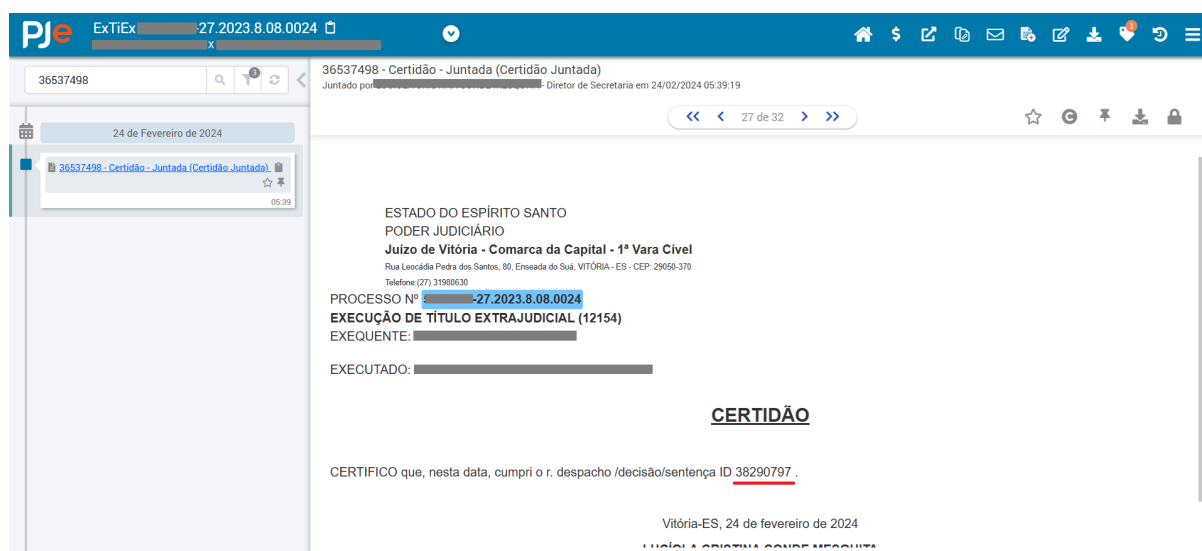 PJe
ExTiEx -27.2023.8.08.0024
X
36537498
3
24 de Fevereiro de 2024
36537498 - Certidão - Juntada (Certidão Juntada)
05:39
36537498 - Certidão - Juntada (Certidão Juntada)
Juntado por - Diretor de Secretaria em 24/02/2024 05:39:19
27 de 32
ESTADO DO ESPÍRITO SANTO
PODER JUDICIÁRIO
Juízo de Vitória - Comarca da Capital - 1ª Vara Cível
Rua Leocádia Pedra dos Santos, 80, Enseada do Suá, VITÓRIA - ES - CEP: 29050-370
Telefone:(27) 31980630
PROCESSO Nº -27.2023.8.08.0024
EXECUÇÃO DE TÍTULO EXTRAJUDICIAL (12154)
EXEQUENTE:
EXECUTADO:
CERTIDÃO
CERTIFICO que, nesta data, cumpri o r. despacho /decisão/sentença ID 38290797 .
Vitória-ES, 24 de fevereiro de 2024